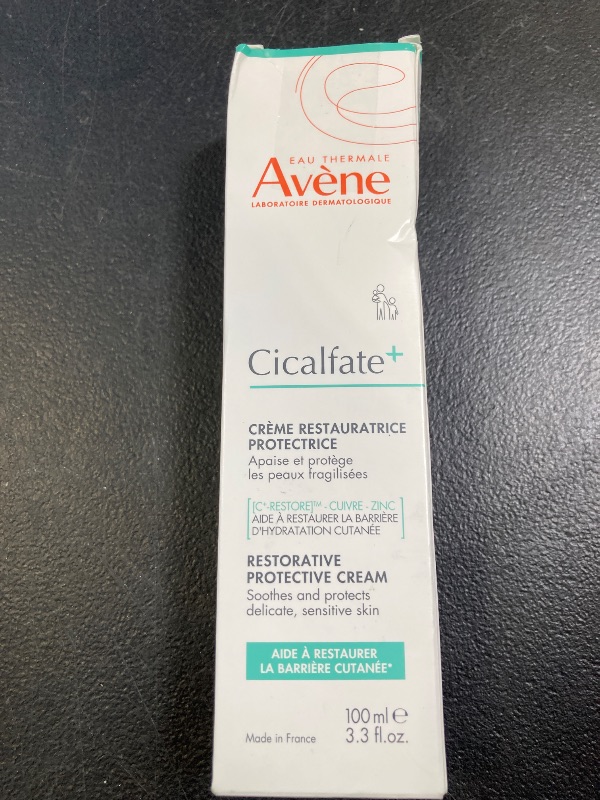 EAU THERMALE
Avène
LABORATOIRE DERMATOLOGIQUE
Cicalfate+
CRÈME RESTAURATRICE
PROTECTRICE
Apaise et protège
les peaux fragilisées
[C+-RESTORE]™ - CUIVRE - ZINC
AIDE À RESTAURER LA BARRIÈRE
D'HYDRATATION CUTANÉE
RESTORATIVE
PROTECTIVE CREAM
Soothes and protects
delicate, sensitive skin
AIDE À RESTAURER
LA BARRIÈRE CUTANÉE*
100 ml e
Made in France 3.3 fl.oz.